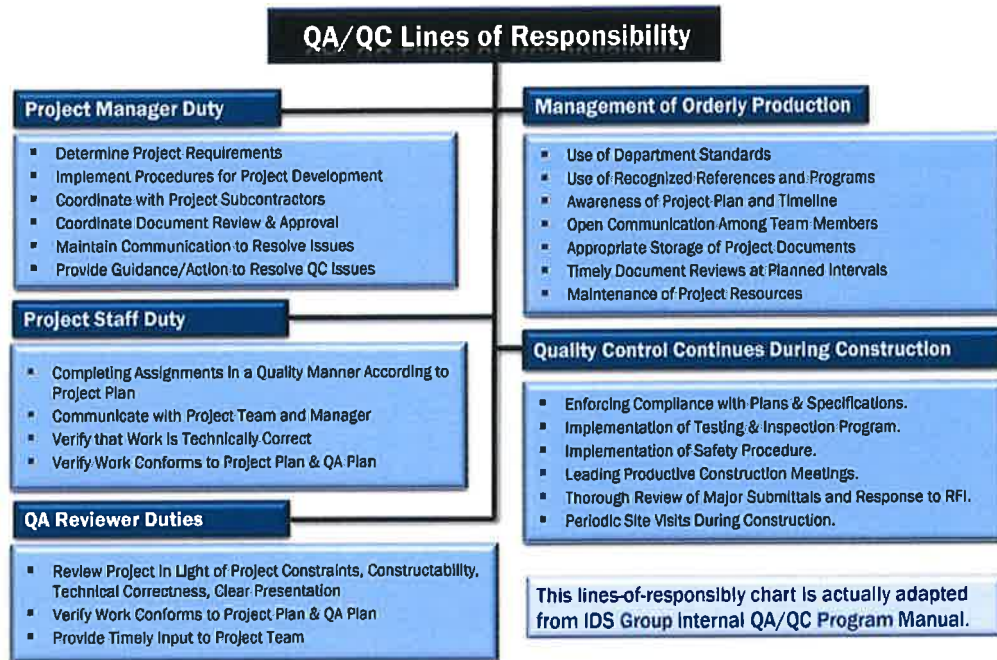 QA/QC Lines of Responsibility
Project Manager Duty
▪ Determine Project Requirements
▪ Implement Procedures for Project Development
▪ Coordinate with Project Subcontractors
▪ Coordinate Document Review & Approval
▪ Maintain Communication to Resolve Issues
▪ Provide Guidance/Action to Resolve QC Issues
Project Staff Duty
▪ Completing Assignments in a Quality Manner According to
Project Plan
▪ Communicate with Project Team and Manager
▪ Verify that Work is Technically Correct
▪ Verify Work Conforms to Project Plan & QA Plan
QA Reviewer Duties
▪ Review Project in Light of Project Constraints, Constructability,
Technical Correctness, Clear Presentation
▪ Verify Work Conforms to Project Plan & QA Plan
▪ Provide Timely Input to Project Team
Management of Orderly Production
▪ Use of Department Standards
▪ Use of Recognized References and Programs
▪ Awareness of Project Plan and Timeline
▪ Open Communication Among Team Members
▪ Appropriate Storage of Project Documents
▪ Timely Document Reviews at Planned Intervals
▪ Maintenance of Project Resources
Quality Control Continues During Construction
▪ Enforcing Compliance with Plans & Specifications.
▪ Implementation of Testing & Inspection Program.
▪ Implementation of Safety Procedure.
▪ Leading Productive Construction Meetings.
▪ Thorough Review of Major Submittals and Response to RFI.
▪ Periodic Site Visits During Construction.
This lines-of-responsibly chart is actually adapted
from IDS Group Internal QA/QC Program Manual.